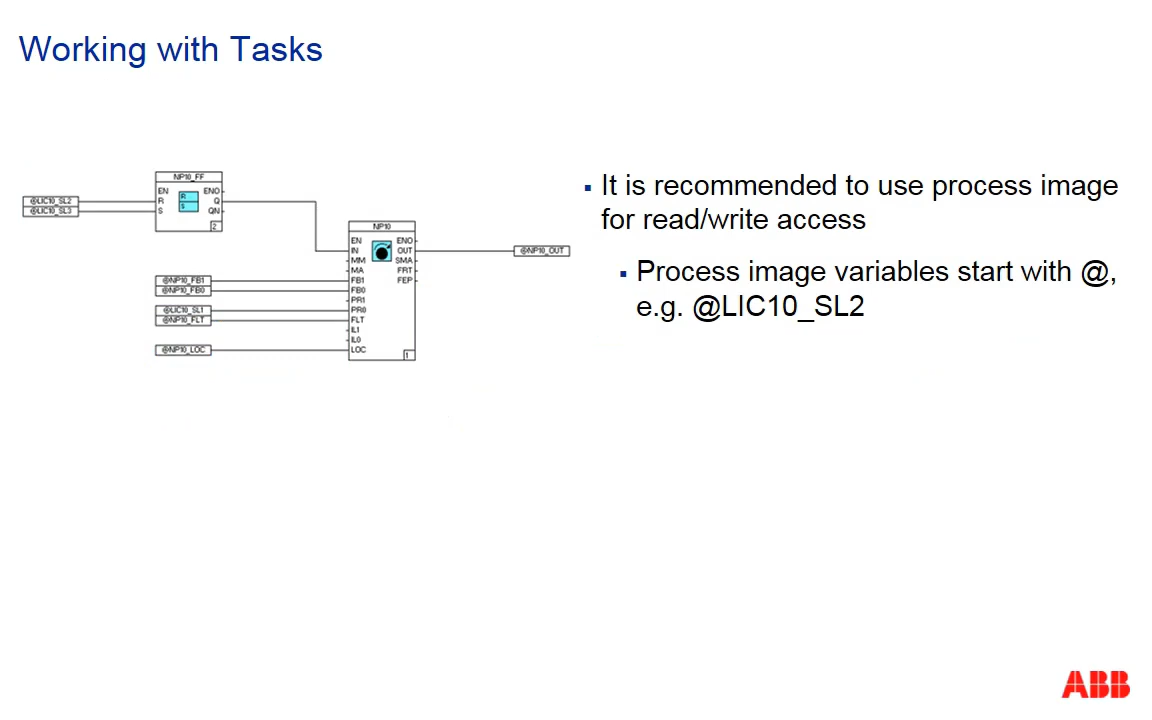 Working with Tasks
NP10_FF
EN ENO
R R Q
S S QN
2
@LIC10_SL2
@LIC10_SL3
NP10
EN ENO
IN OUT
MM SMA
MA FRT
FB1 FEP
FB0
PR1
PR0
FLT
IL1
IL0
LOC
1
@NP10_FB1
@NP10_FB0
@LIC10_SL1
@NP10_FLT
@NP10_LOC
@NP10_OUT
▪ It is recommended to use process image
for read/write access
▪ Process image variables start with @,
e.g. @LIC10_SL2
ABB